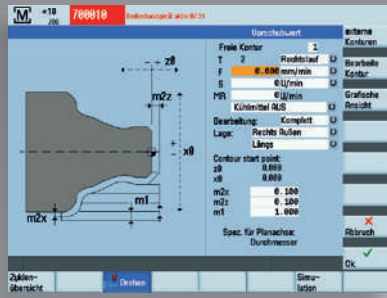 M
700010
Vorschubwert
Freie Kontur 1
T 2 Rechtslauf U
F 0.000 mm/min
S 0 U/min U
MR 0 U/min
Kühlmittel AUS U
Bearbeitung: Komplett U
Lage: Rechts Außen U
Längs U
Contour start point:
z0 0.000
x0 0.000
m2x 0.100
m2z 0.100
m1 1.000
Spez. für Planachse:
Durchmesser
z0
m2z
x0
m1
m2x
externe
Konturen
Bearbeite
Kontur
Grafische
Ansicht
Abbruch
Ok
Zyklen-
übersicht
Drehen
Simu-
lation